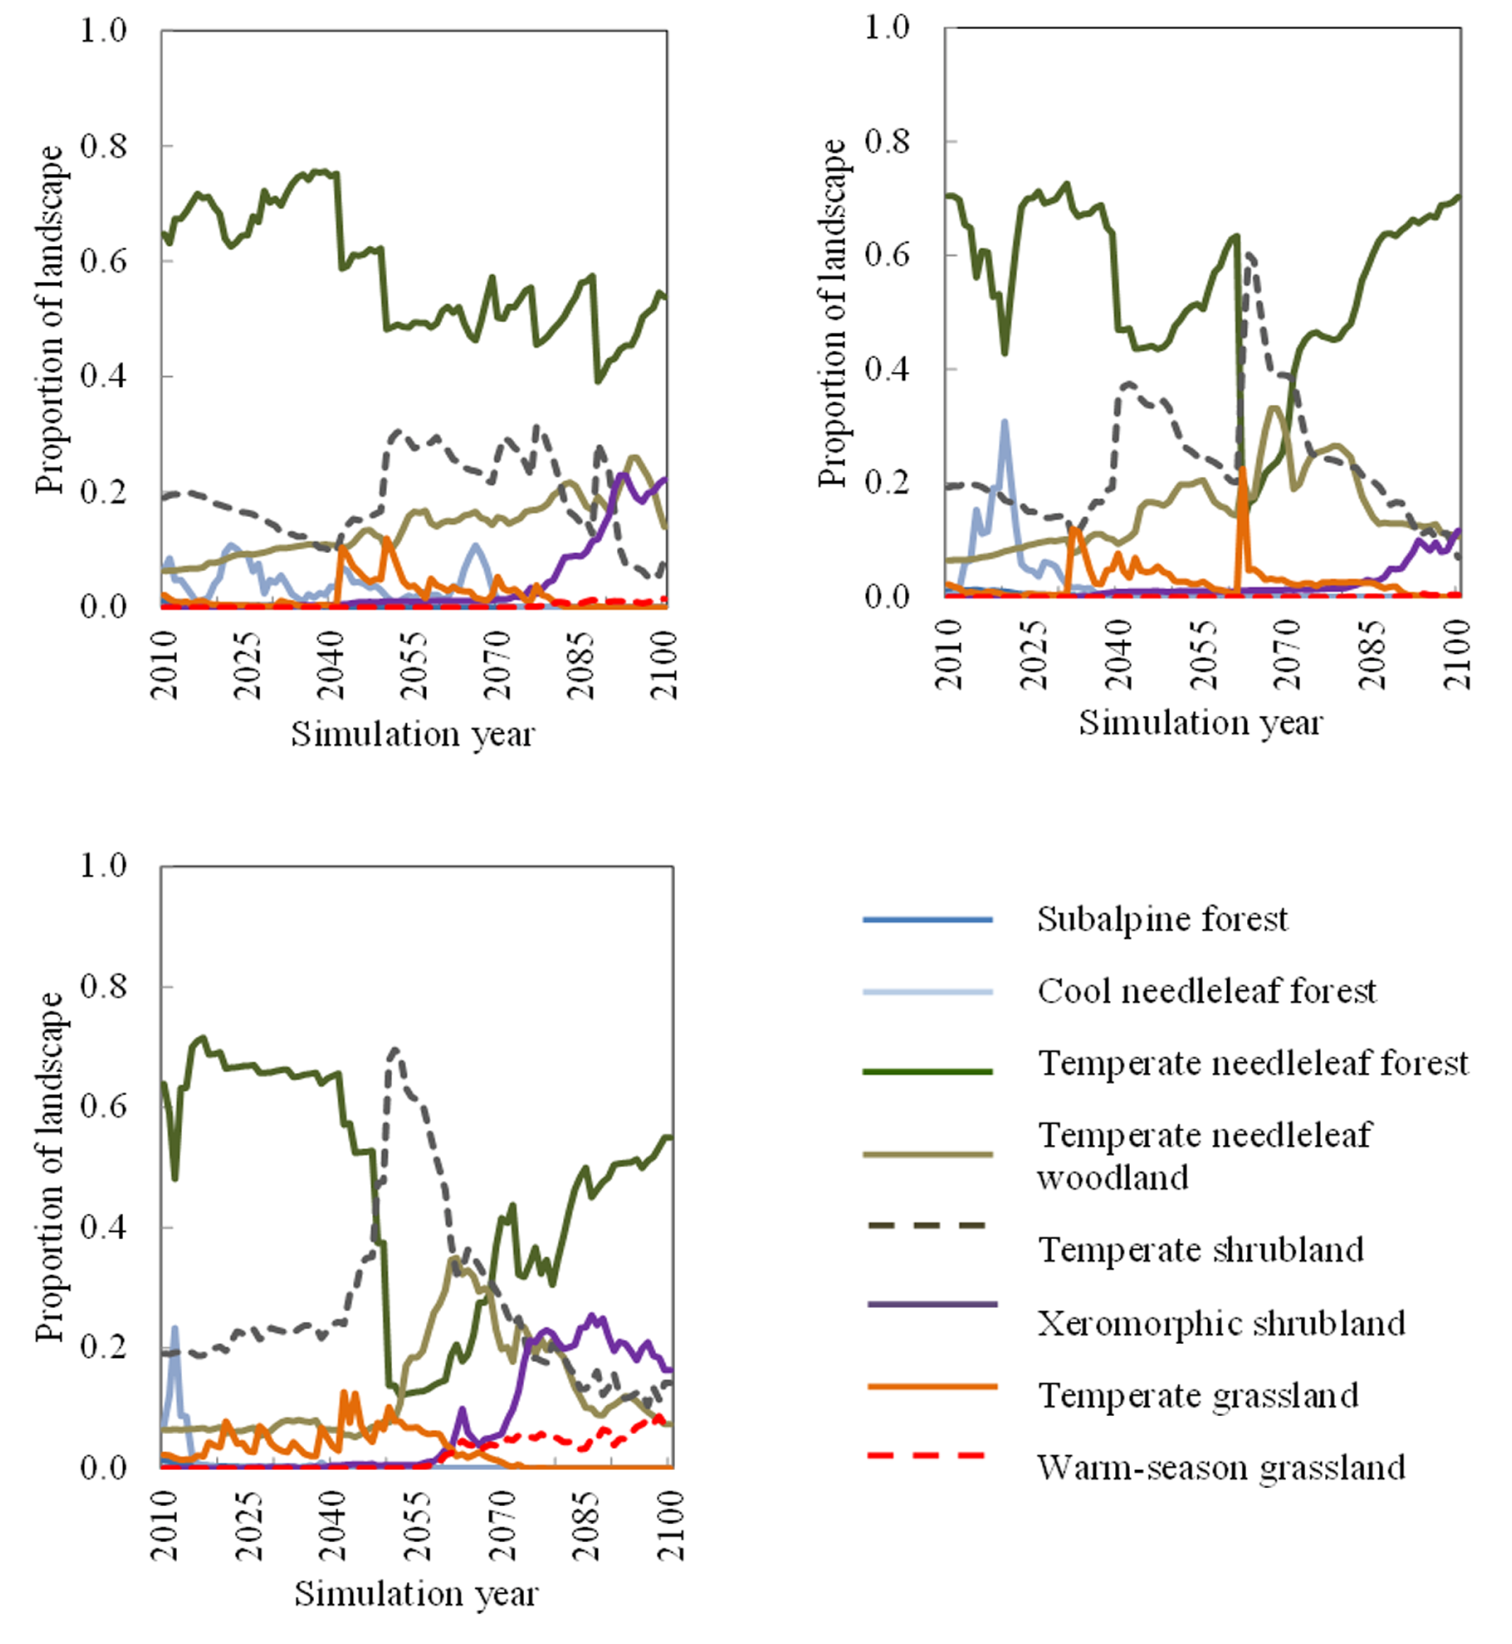 1.0
0.8
0.6
0.4
0.2
0.0
Proportion of landscape
2010 2025 2040 2055 2070 2085 2100
Simulation year
1.0
0.8
0.6
0.4
0.2
0.0
Proportion of landscape
2010 2025 2040 2055 2070 2085 2100
Simulation year
1.0
0.8
0.6
0.4
0.2
0.0
Proportion of landscape
2010 2025 2040 2055 2070 2085 2100
Simulation year
Subalpine forest
Cool needleleaf forest
Temperate needleleaf forest
Temperate needleleaf
woodland
Temperate shrubland
Xeromorphic shrubland
Temperate grassland
Warm-season grassland